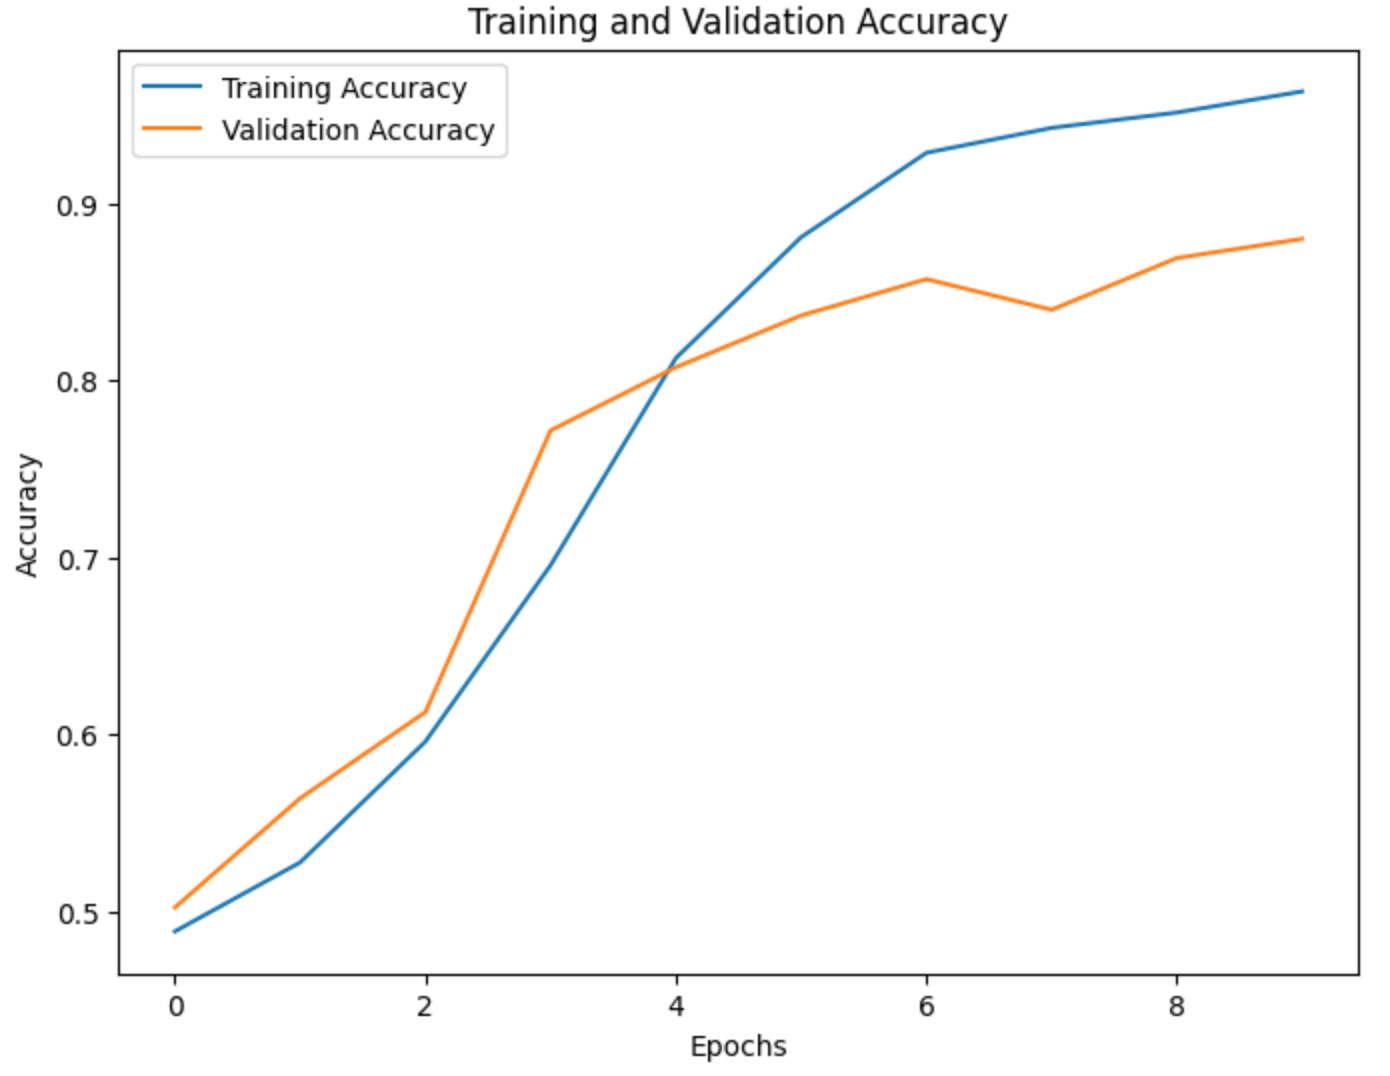 Training and Validation Accuracy
Training Accuracy
Validation Accuracy
0.9
0.8
0.7
0.6
0.5
Accuracy
0 2 4 6 8
Epochs